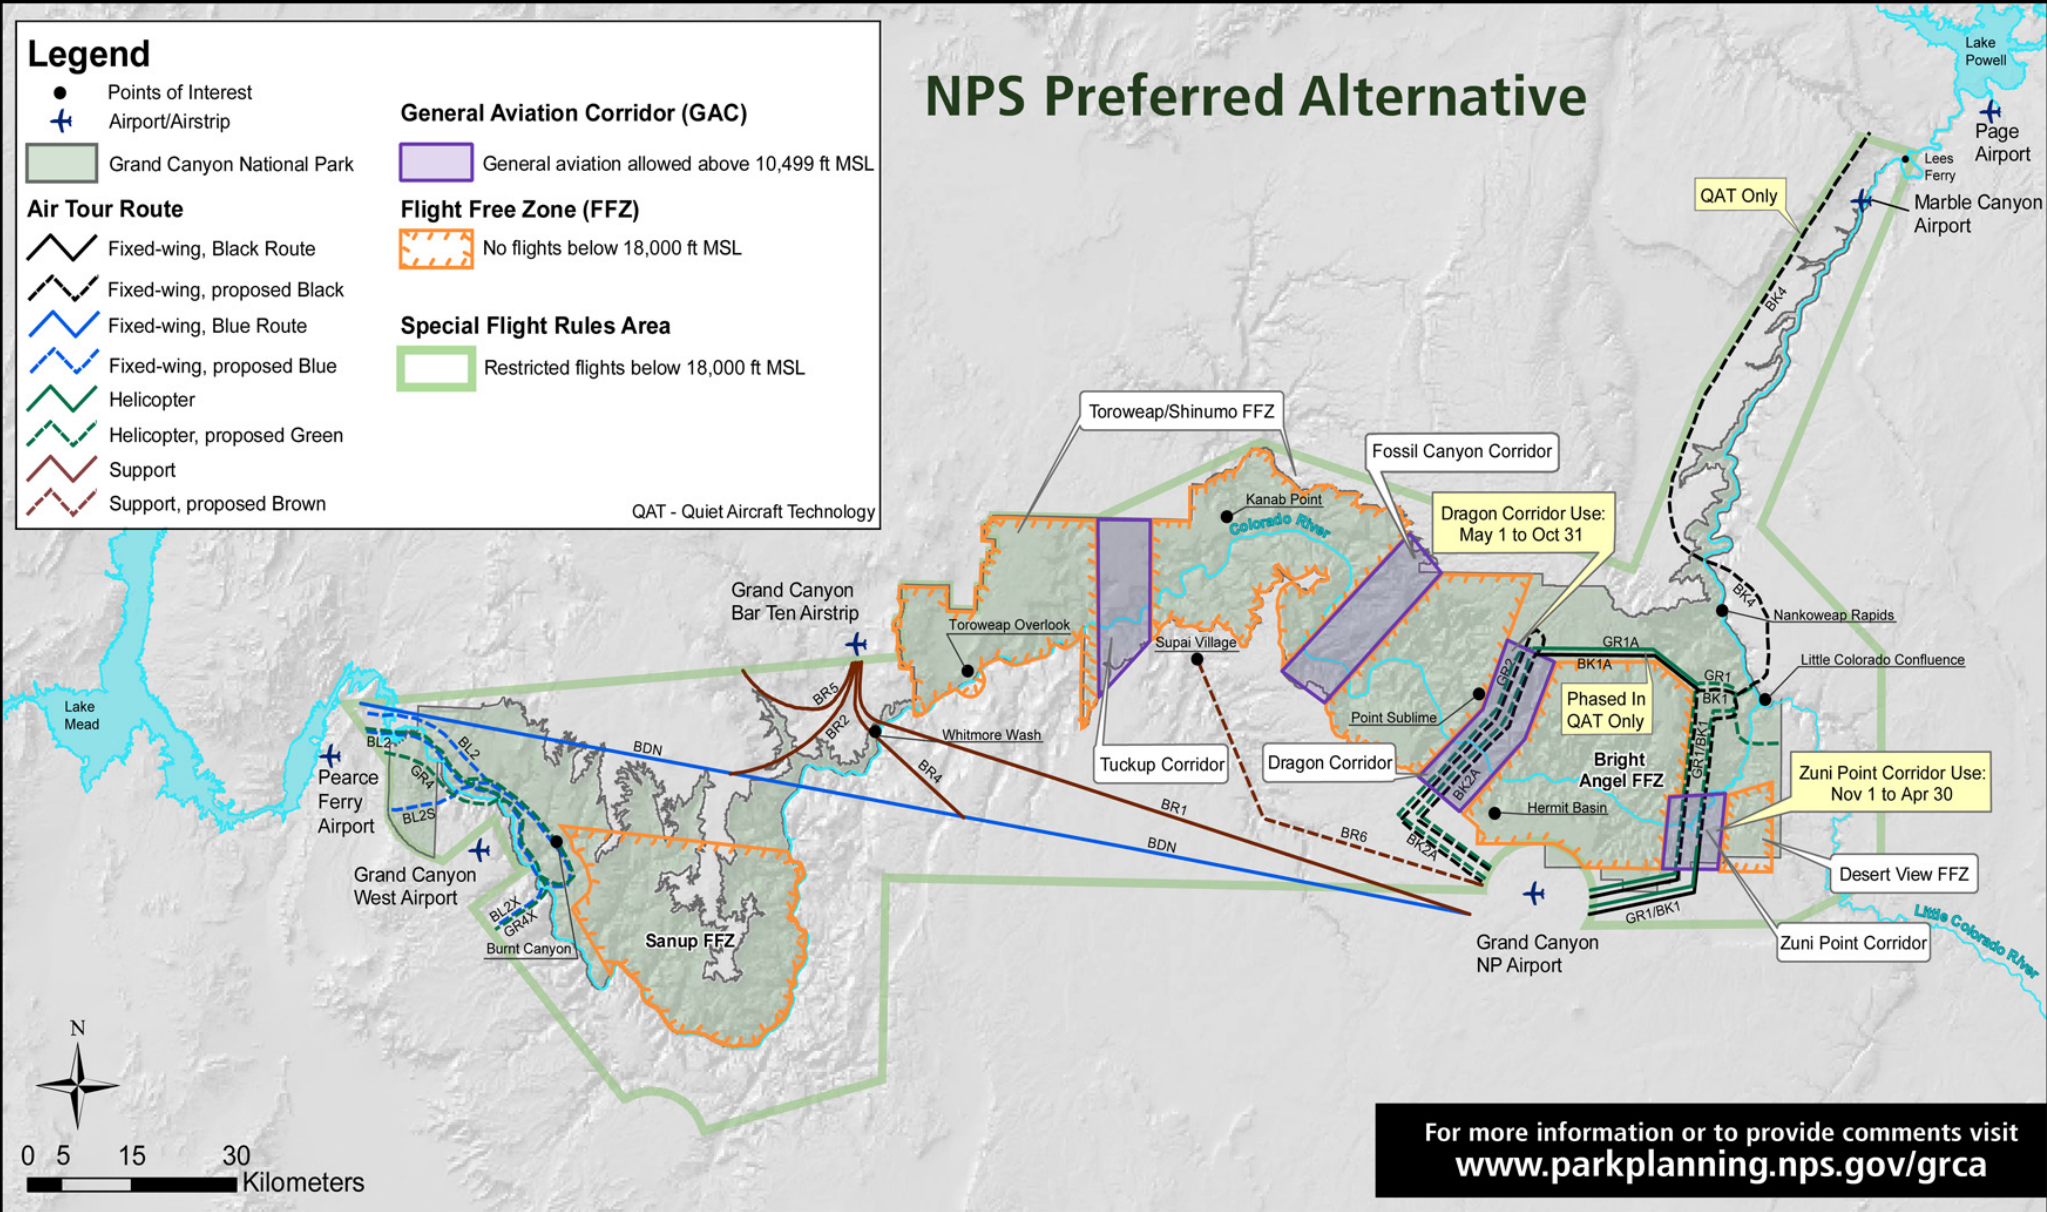 Legend
Points of Interest
Airport/Airstrip
Grand Canyon National Park
Air Tour Route
Fixed-wing, Black Route
Fixed-wing, proposed Black
Fixed-wing, Blue Route
Fixed-wing, proposed Blue
Helicopter
Helicopter, proposed Green
Support
Support, proposed Brown
General Aviation Corridor (GAC)
General aviation allowed above 10,499 ft MSL
Flight Free Zone (FFZ)
No flights below 18,000 ft MSL
Special Flight Rules Area
Restricted flights below 18,000 ft MSL
QAT - Quiet Aircraft Technology
NPS Preferred Alternative
Lake
Powell
Page
Airport
Lees
Ferry
Marble Canyon
Airport
QAT Only
BK4
Toroweap/Shinumo FFZ
Fossil Canyon Corridor
Kanab Point
Colorado River
Dragon Corridor Use:
May 1 to Oct 31
Grand Canyon
Bar Ten Airstrip
Toroweap Overlook
Supai Village
BK4
Nankoweap Rapids
GR1A
BK1A
GR2
Little Colorado Confluence
GR1
BK1
Phased In
QAT Only
Point Sublime
BR5
BR2
Whitmore Wash
BR4
Lake
Mead
BL2
BL2
BDN
GR4
BL2S
Pearce
Ferry
Airport
Tuckup Corridor
Dragon Corridor
BK2A
Bright
Angel FFZ
GR1/BK1
Zuni Point Corridor Use:
Nov 1 to Apr 30
Hermit Basin
BR1
BR6
BK2A
BDN
Grand Canyon
West Airport
Desert View FFZ
BL2X
GR4X
Burnt Canyon
Sanup FFZ
GR1/BK1
Grand Canyon
NP Airport
Zuni Point Corridor
Little Colorado River
N
0 5 15 30
Kilometers
For more information or to provide comments visit
www.parkplanning.nps.gov/grca